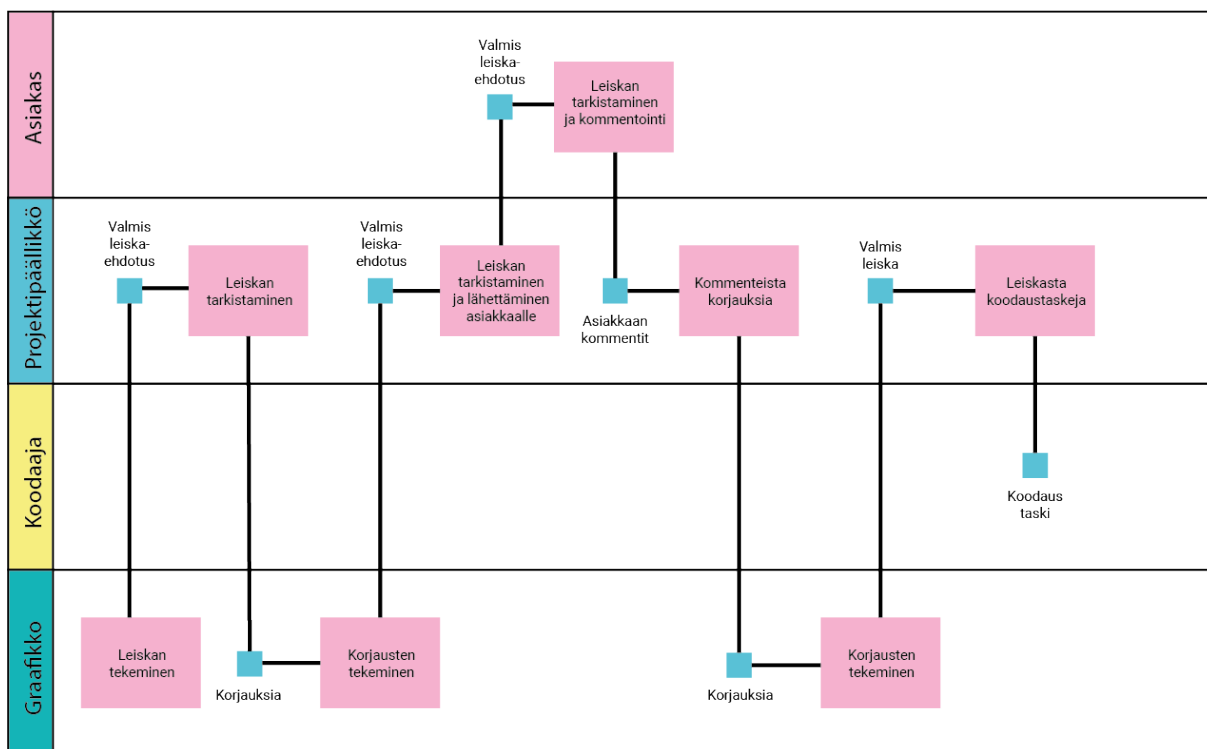 Asiakas
Valmis
leiska-
ehdotus
Leiskan
tarkistaminen
ja kommentointi
Projektipäällikkö
Valmis
leiska-
ehdotus
Leiskan
tarkistaminen
Valmis
leiska-
ehdotus
Leiskan
tarkistaminen
ja lähettäminen
asiakkaalle
Asiakkaan
kommentit
Kommenteista
korjauksia
Valmis
leiska
Leiskasta
koodaustaskeja
Koodaaja
Koodaus
taski
Graafikko
Leiskan
tekeminen
Korjauksia
Korjausten
tekeminen
Korjauksia
Korjausten
tekeminen